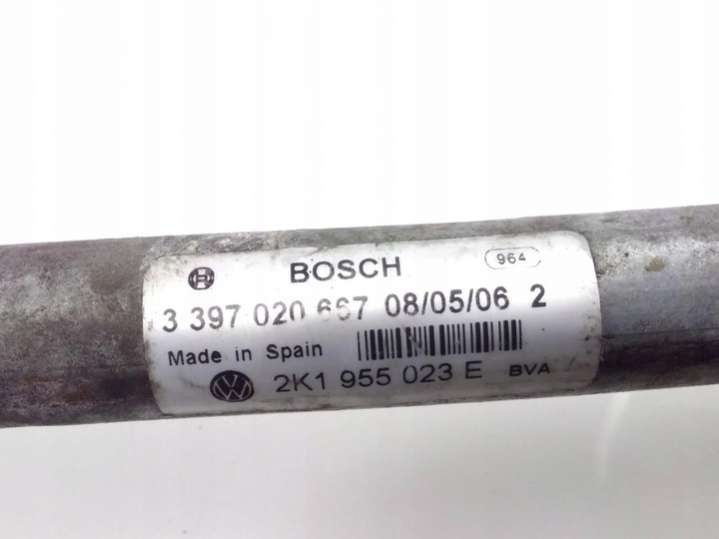 BOSCH 964
3 397 020 667 08/05/06 2
Made in Spain
2K1 955 023 E BVA